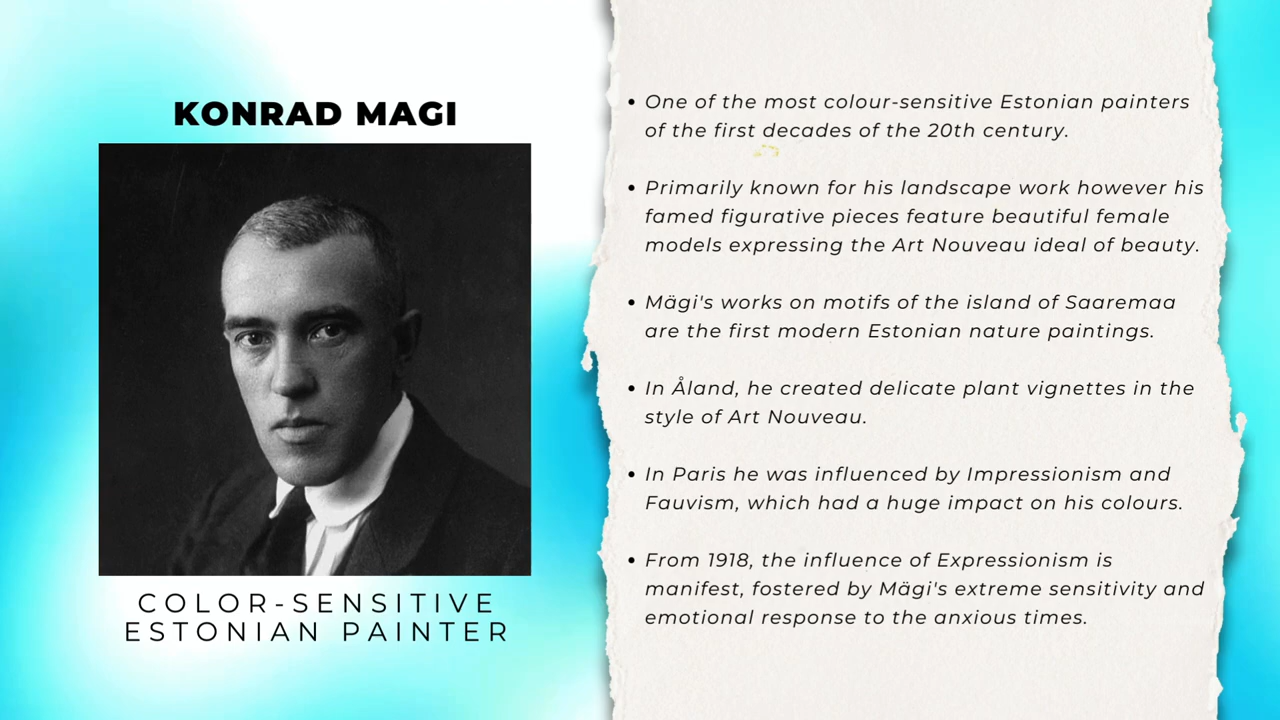 KONRAD MAGI
COLOR-SENSITIVE
ESTONIAN PAINTER
• One of the most colour-sensitive Estonian painters
of the first decades of the 20th century.
• Primarily known for his landscape work however his
famed figurative pieces feature beautiful female
models expressing the Art Nouveau ideal of beauty.
• Mägi's works on motifs of the island of Saaremaa
are the first modern Estonian nature paintings.
• In Åland, he created delicate plant vignettes in the
style of Art Nouveau.
• In Paris he was influenced by Impressionism and
Fauvism, which had a huge impact on his colours.
• From 1918, the influence of Expressionism is
manifest, fostered by Mägi's extreme sensitivity and
emotional response to the anxious times.